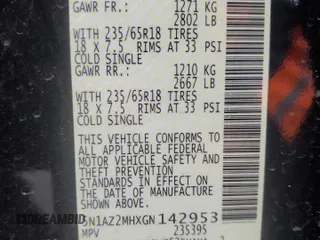 GAWR FR.: 1271 KG
2802 LB
WITH 235/65R18 TIRES
18 X 7.5 RIMS AT 33 PSI
COLD SINGLE
GAWR RR.: 1210 KG
2667 LB
WITH 235/65R18 TIRES
18 X 7.5 RIMS AT 33 PSI
COLD SINGLE
THIS VEHICLE CONFORMS TO
ALL APPLICABLE FEDERAL
MOTOR VEHICLE SAFETY
STANDARDS IN EFFECT ON
THE DATE OF MANUFACTURE
SHOWN ABOVE.
5N1AZ2MHXGN142953
MPV 235395